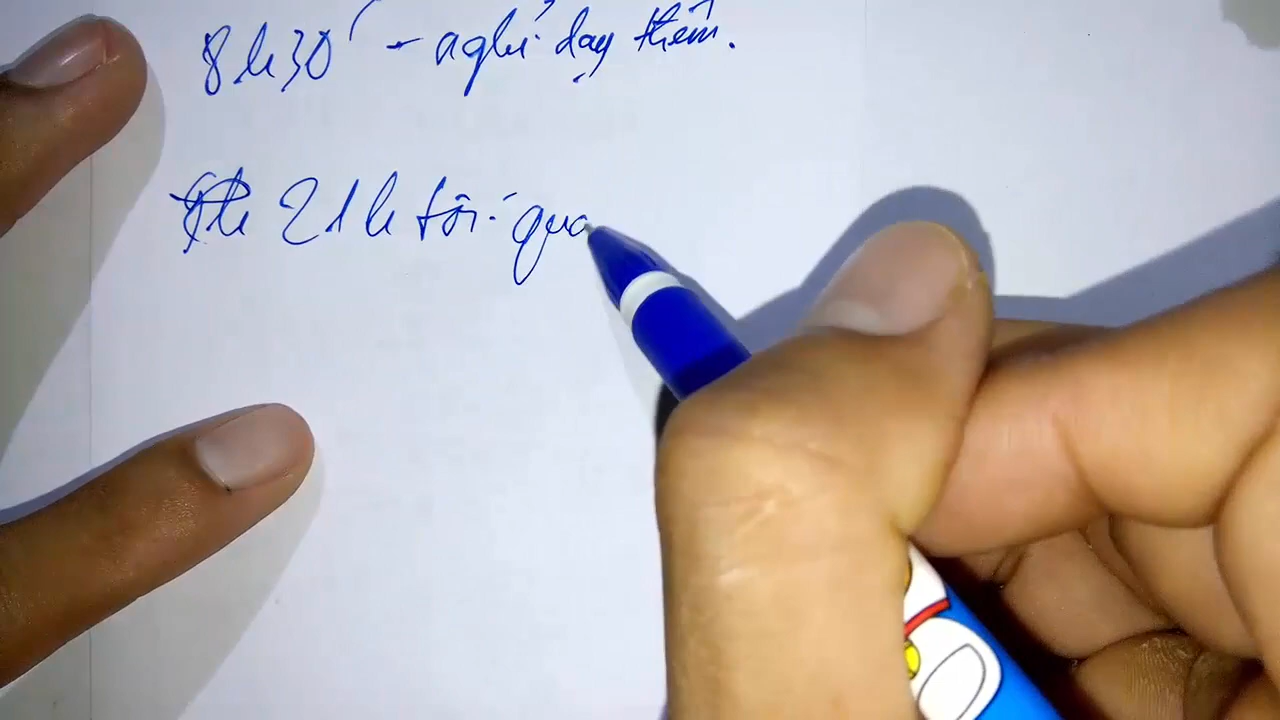 8h30' - nghỉ dạy thêm.
21h tối qua